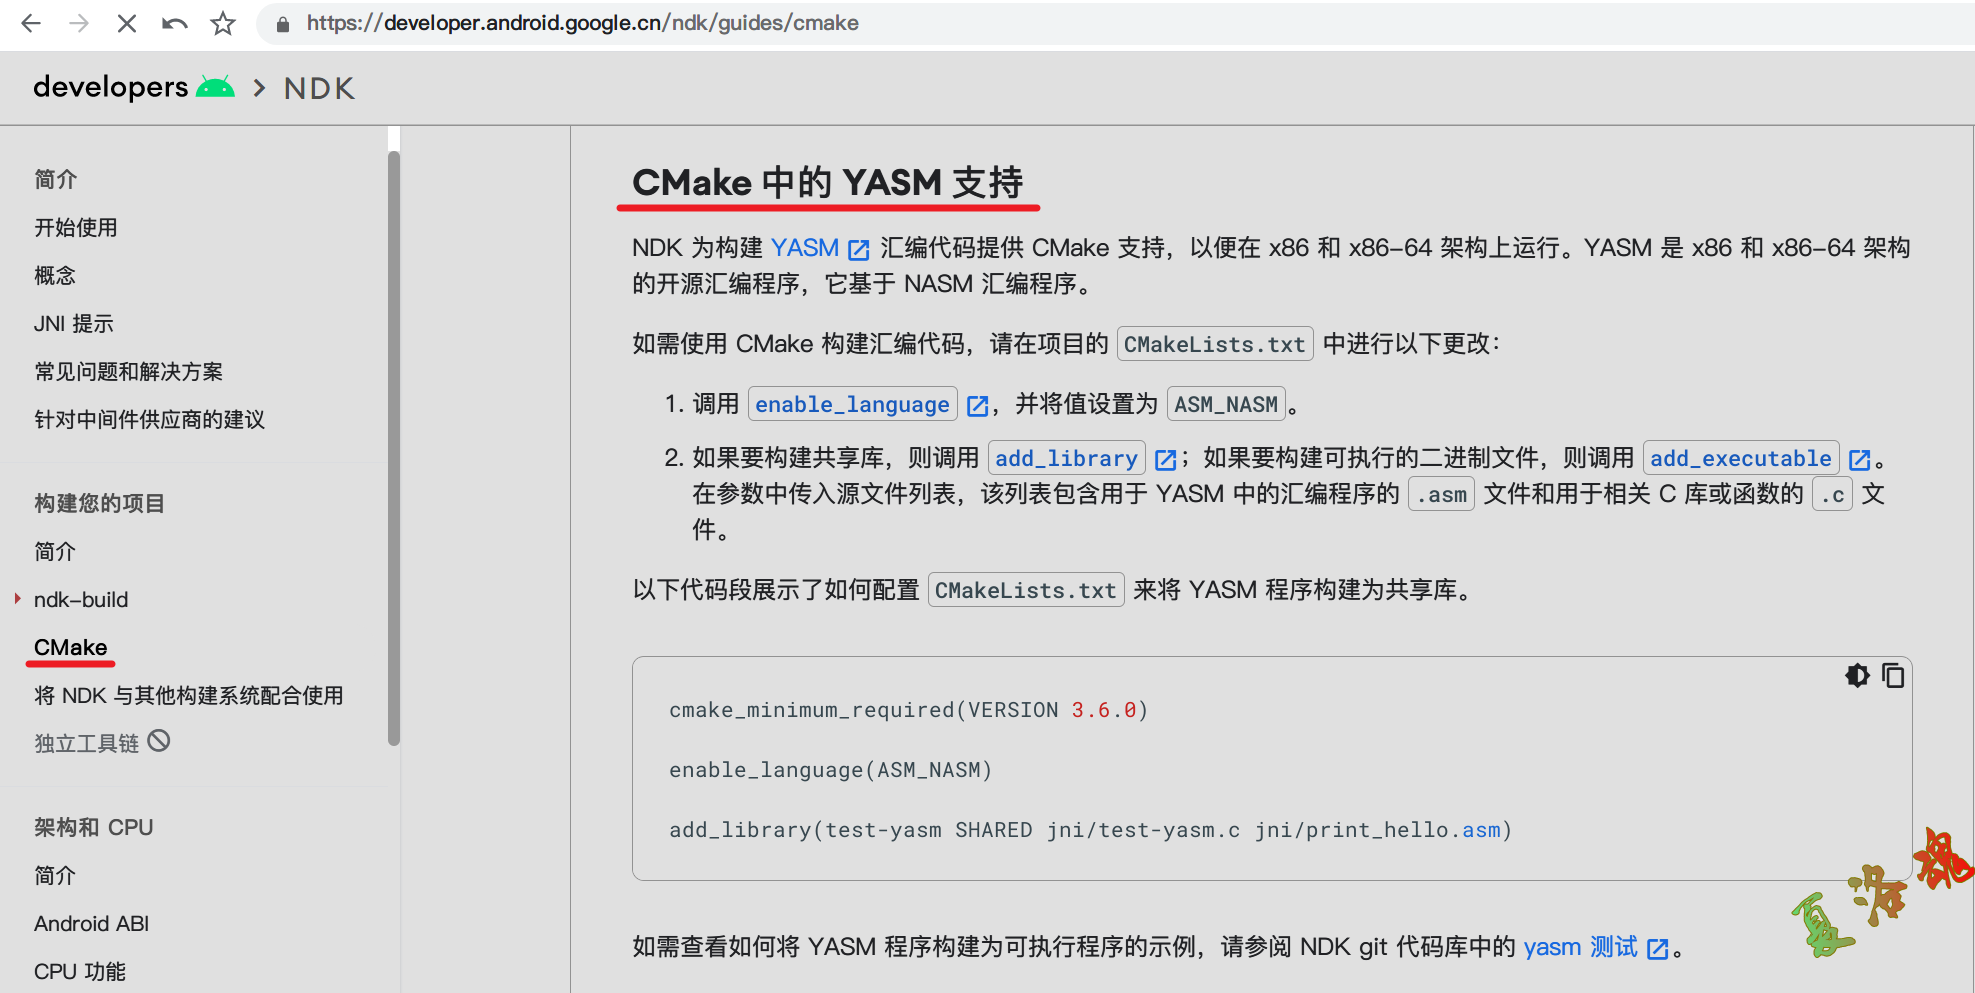 https://developer.android.google.cn/ndk/guides/cmake
developers > NDK
简介
开始使用
概念
JNI 提示
常见问题和解决方案
针对中间件供应商的建议
构建您的项目
简介
ndk-build
CMake
将 NDK 与其他构建系统配合使用
独立工具链
架构和 CPU
简介
Android ABI
CPU 功能
CMake 中的 YASM 支持
NDK 为构建 YASM 汇编代码提供 CMake 支持，以便在 x86 和 x86-64 架构上运行。YASM 是 x86 和 x86-64 架构
的开源汇编程序，它基于 NASM 汇编程序。
如需使用 CMake 构建汇编代码，请在项目的 CMakeLists.txt 中进行以下更改：
1. 调用 enable_language ，并将值设置为 ASM_NASM 。
2. 如果要构建共享库，则调用 add_library ；如果要构建可执行的二进制文件，则调用 add_executable 。
在参数中传入源文件列表，该列表包含用于 YASM 中的汇编程序的 .asm 文件和用于相关 C 库或函数的 .c 文
件。
以下代码段展示了如何配置 CMakeLists.txt 来将 YASM 程序构建为共享库。
cmake_minimum_required(VERSION 3.6.0)
enable_language(ASM_NASM)
add_library(test-yasm SHARED jni/test-yasm.c jni/print_hello.asm)
如需查看如何将 YASM 程序构建为可执行程序的示例，请参阅 NDK git 代码库中的 yasm 测试 。